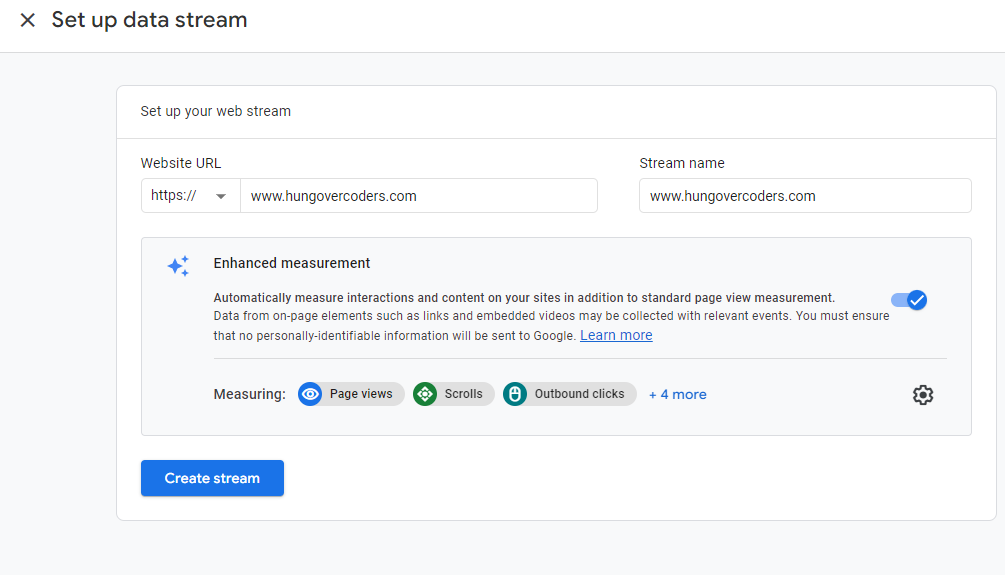 Set up data stream
Set up your web stream
Website URL
Stream name
https://
www.hungovercoders.com
www.hungovercoders.com
Enhanced measurement
Automatically measure interactions and content on your sites in addition to standard page view measurement.
Data from on-page elements such as links and embedded videos may be collected with relevant events. You must ensure
that no personally-identifiable information will be sent to Google. Learn more
Measuring: Page views Scrolls Outbound clicks + 4 more
Create stream